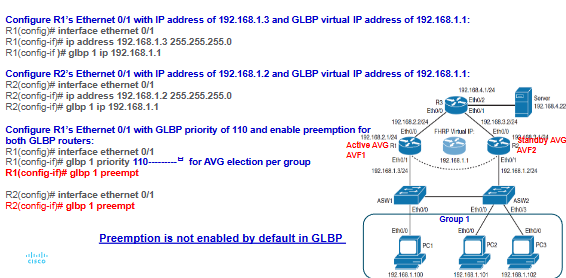 Configure R1's Ethernet 0/1 with IP address of 192.168.1.3 and GLBP virtual IP address of 192.168.1.1:
R1(config)# interface ethernet 0/1
R1(config-if)# ip address 192.168.1.3 255.255.255.0
R1(config-if )# glbp 1 ip 192.168.1.1
Configure R2's Ethernet 0/1 with IP address of 192.168.1.2 and GLBP virtual IP address of 192.168.1.1:
R2(config)# interface ethernet 0/1
R2(config-if)# ip address 192.168.1.2 255.255.255.0
R2(config-if)# glbp 1 ip 192.168.1.1
Configure R1's Ethernet 0/1 with GLBP priority of 110 and enable preemption for
both GLBP routers:
R1(config)# interface ethernet 0/1
R1(config-if)# glbp 1 priority 110--------- for AVG election per group
R1(config-if)# glbp 1 preempt
R2(config)# interface ethernet 0/1
R2(config-if)# glbp 1 preempt
Preemption is not enabled by default in GLBP
CISCO
192.168.4.1/24
R3
Eth0/2
Eth0/0
Eth0/1
Server
192.168.4.22
192.168.2.2/24
192.168.3.2/24
192.168.2.1/24
Eth0/0
FHRP Virtual IP:
Eth0/0
Active AVG
R1
Standby AVG
AVF1
AVF2
Eth0/1
192.168.1.1
Eth0/1
192.168.1.3/24
192.168.1.2/24
ASW1
ASW2
Eth0/0
Eth0/0
Eth0/3
Group 1
PC1
PC2
PC3
192.168.1.100
192.168.1.101
192.168.1.102